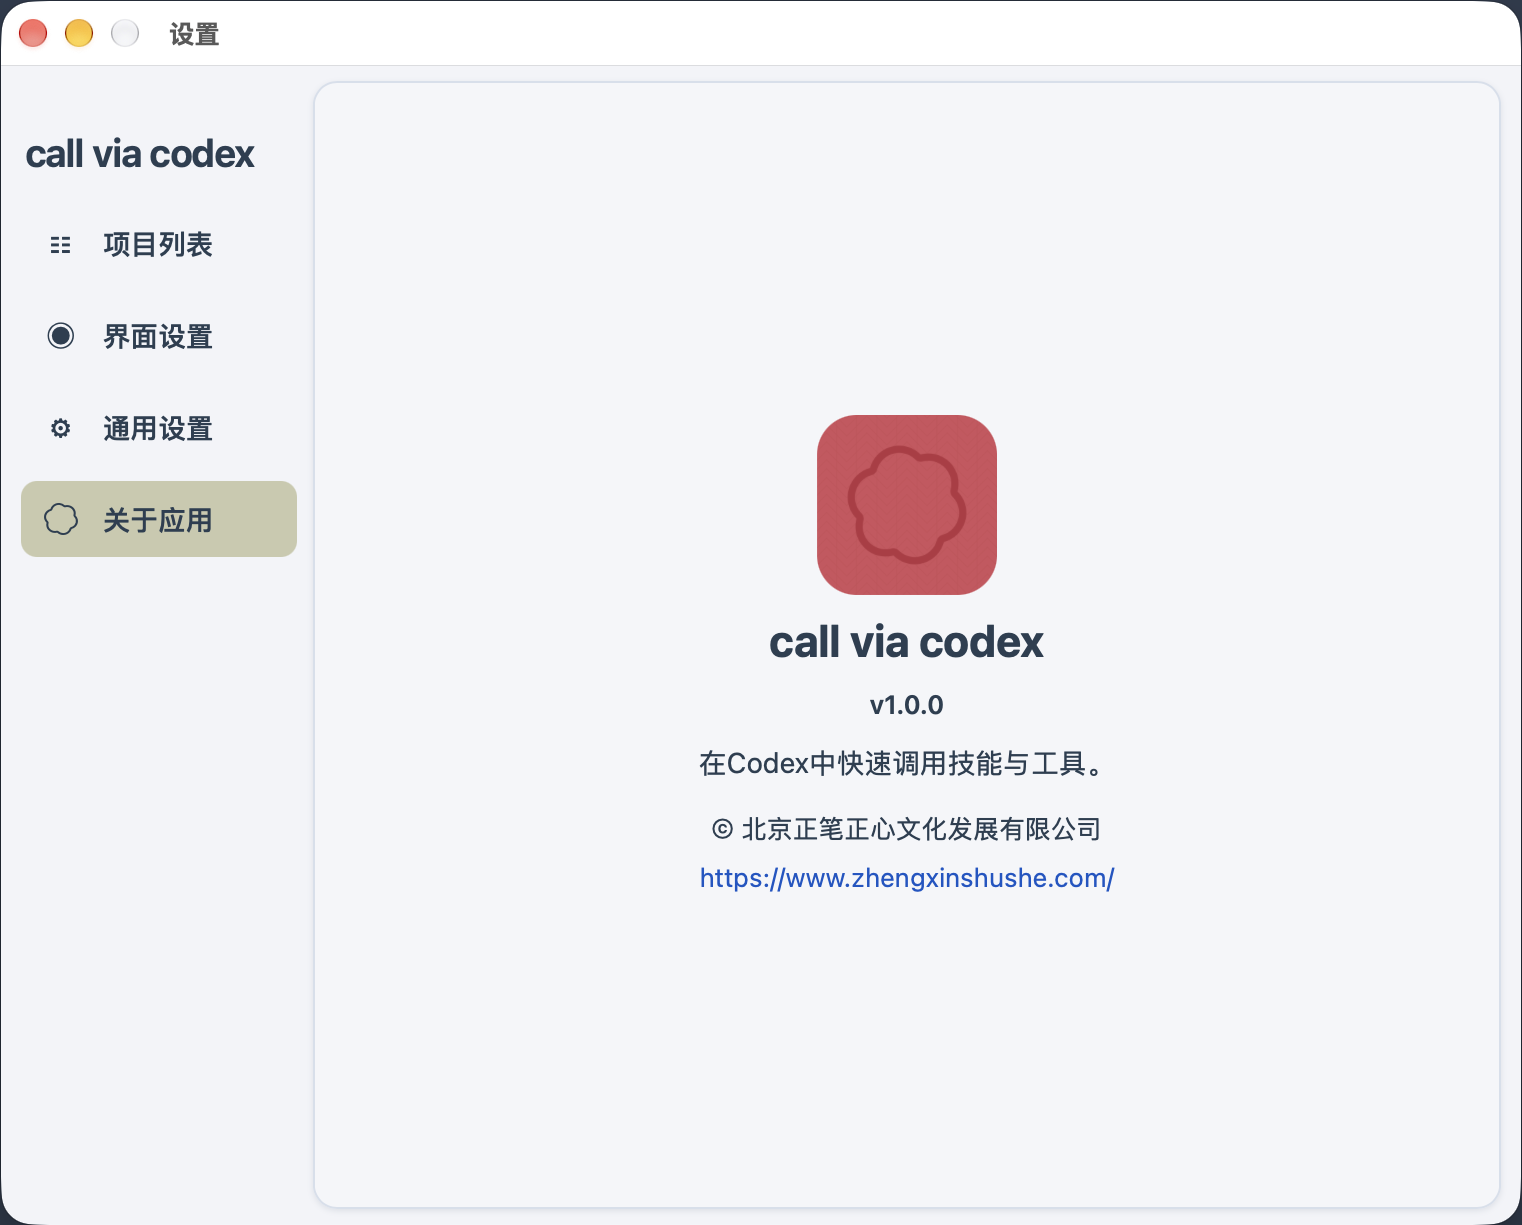 设置
call via codex
项目列表
界面设置
通用设置
关于应用
call via codex
v1.0.0
在Codex中快速调用技能与工具。
© 北京正笔正心文化发展有限公司
https://www.zhengxinshushe.com/